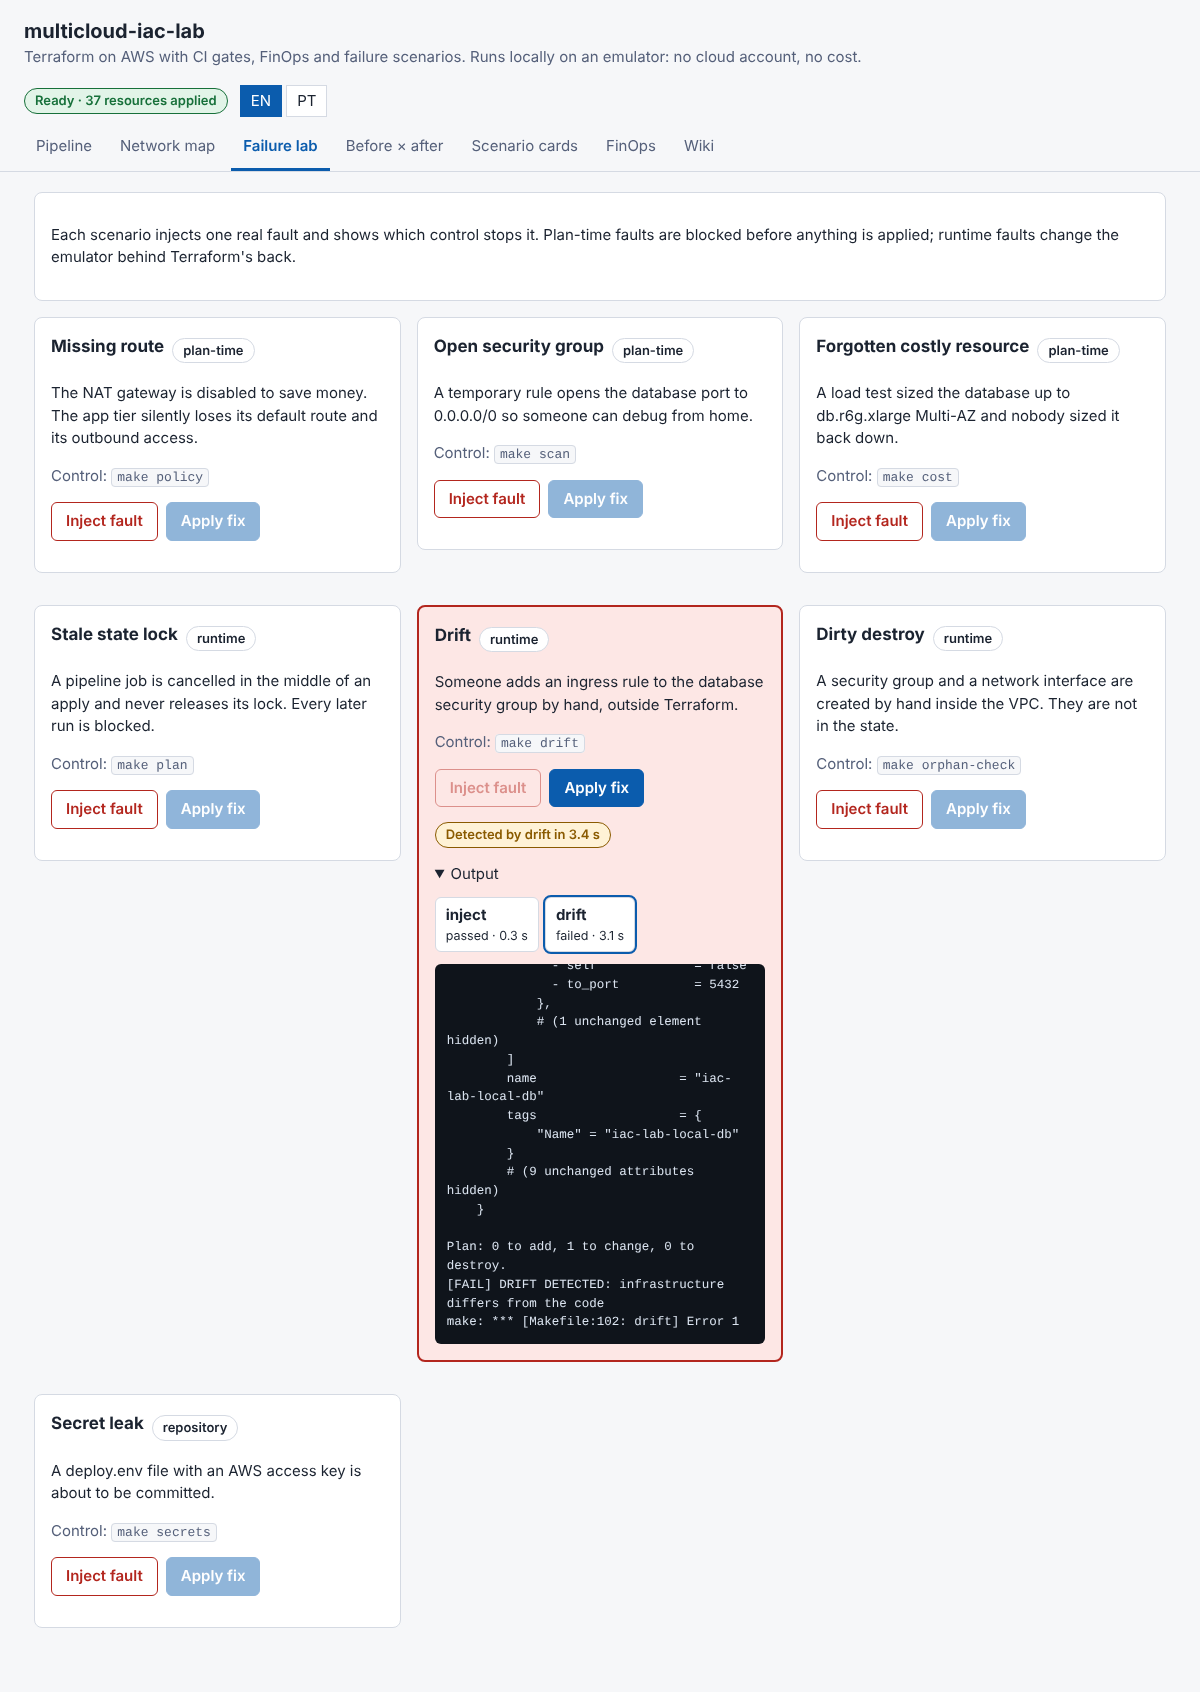 multicloud-iac-lab
Terraform on AWS with CI gates, FinOps and failure scenarios. Runs locally on an emulator: no cloud account, no cost.
Ready · 37 resources applied
EN
PT
Pipeline
Network map
Failure lab
Before × after
Scenario cards
FinOps
Wiki
Each scenario injects one real fault and shows which control stops it. Plan-time faults are blocked before anything is applied; runtime faults change the
emulator behind Terraform's back.
Missing route
plan-time
The NAT gateway is disabled to save money.
The app tier silently loses its default route and
its outbound access.
Control: make policy
Inject fault
Apply fix
Open security group
plan-time
A temporary rule opens the database port to
0.0.0.0/0 so someone can debug from home.
Control: make scan
Inject fault
Apply fix
Forgotten costly resource
plan-time
A load test sized the database up to
db.r6g.xlarge Multi-AZ and nobody sized it
back down.
Control: make cost
Inject fault
Apply fix
Stale state lock
runtime
A pipeline job is cancelled in the middle of an
apply and never releases its lock. Every later
run is blocked.
Control: make plan
Inject fault
Apply fix
Drift
runtime
Someone adds an ingress rule to the database
security group by hand, outside Terraform.
Control: make drift
Inject fault
Apply fix
Detected by drift in 3.4 s
▼ Output
inject
passed · 0.3 s
drift
failed · 3.1 s
- self = false
- to_port = 5432
},
# (1 unchanged element
hidden)
]
name = "iac-
lab-local-db"
tags = {
"Name" = "iac-lab-local-db"
}
# (9 unchanged attributes
hidden)
}
Plan: 0 to add, 1 to change, 0 to
destroy.
[FAIL] DRIFT DETECTED: infrastructure
differs from the code
make: *** [Makefile:102: drift] Error 1
Dirty destroy
runtime
A security group and a network interface are
created by hand inside the VPC. They are not
in the state.
Control: make orphan-check
Inject fault
Apply fix
Secret leak
repository
A deploy.env file with an AWS access key is
about to be committed.
Control: make secrets
Inject fault
Apply fix